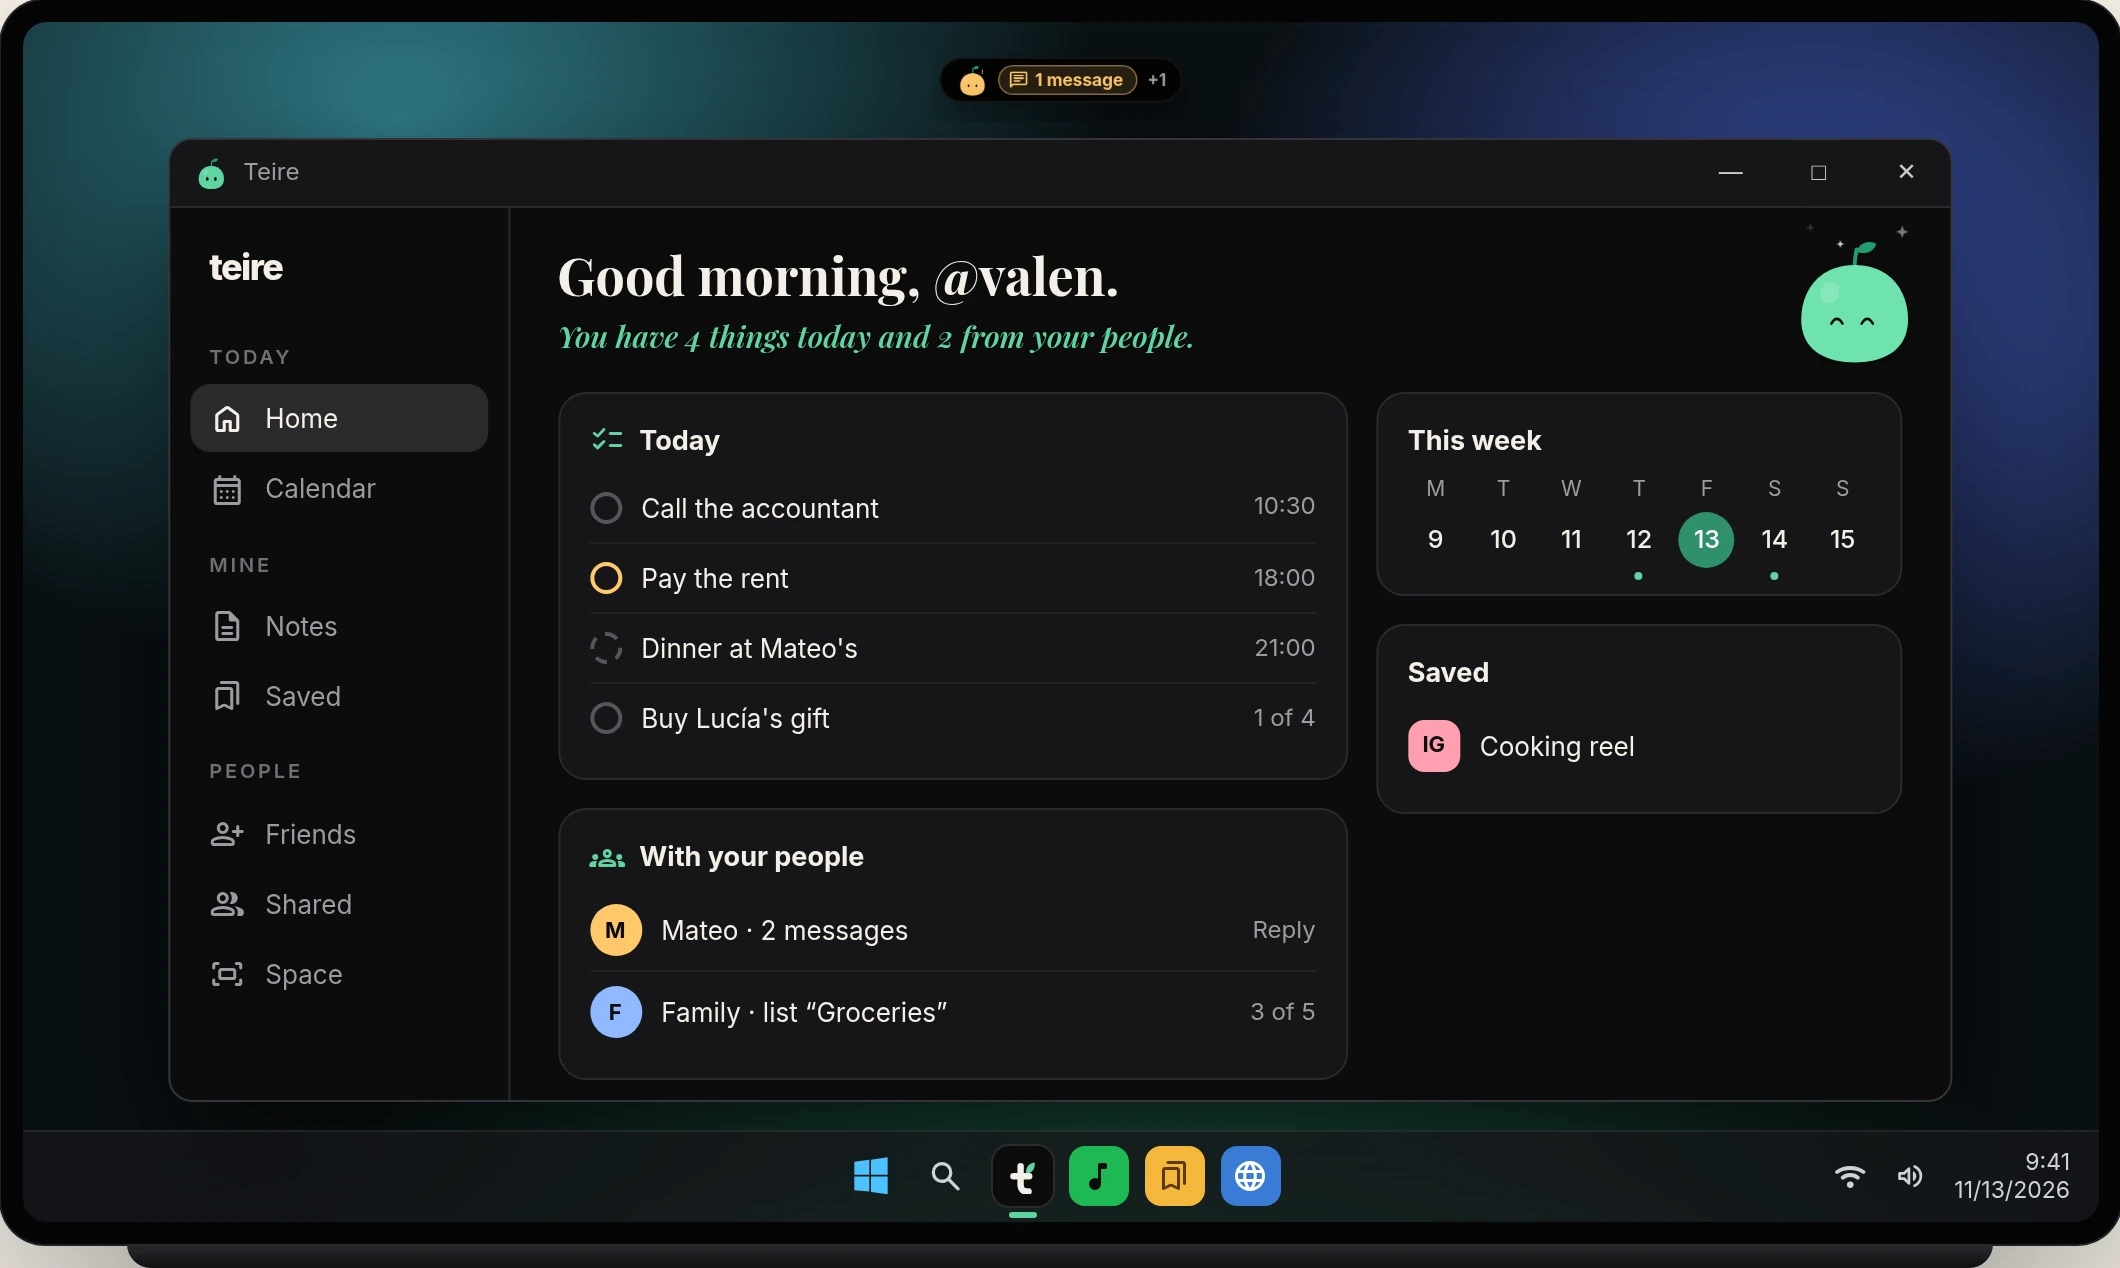 1 message +1
Teire
teire
TODAY
Home
Calendar
MINE
Notes
Saved
PEOPLE
Friends
Shared
Space
Good morning, @valen.
You have 4 things today and 2 from your people.
Today
Call the accountant 10:30
Pay the rent 18:00
Dinner at Mateo's 21:00
Buy Lucía's gift 1 of 4
With your people
M Mateo · 2 messages Reply
F Family · list “Groceries” 3 of 5
This week
M T W T F S S
9 10 11 12 13 14 15
Saved
IG Cooking reel
t
9:41
11/13/2026